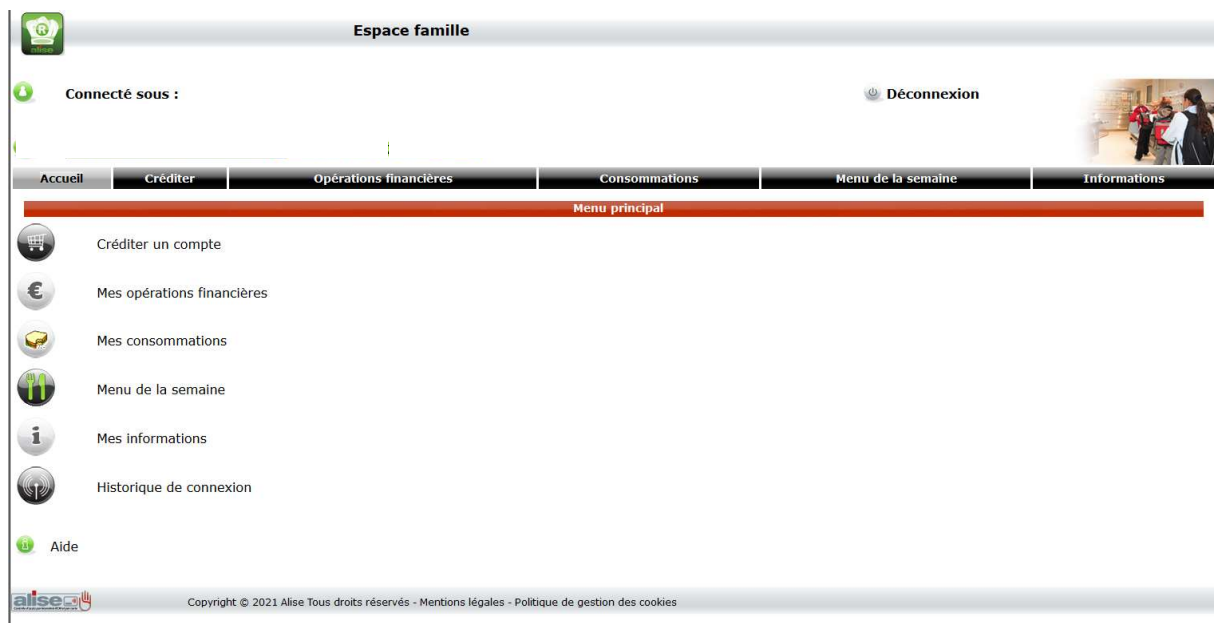 R
alise
Espace famille
Connecté sous :
Déconnexion
Accueil Créditer Opérations financières Consommations Menu de la semaine Informations
Menu principal
Créditer un compte
€ Mes opérations financières
Mes consommations
Menu de la semaine
i Mes informations
Historique de connexion
Aide
alise
Copyright © 2021 Alise Tous droits réservés - Mentions légales - Politique de gestion des cookies